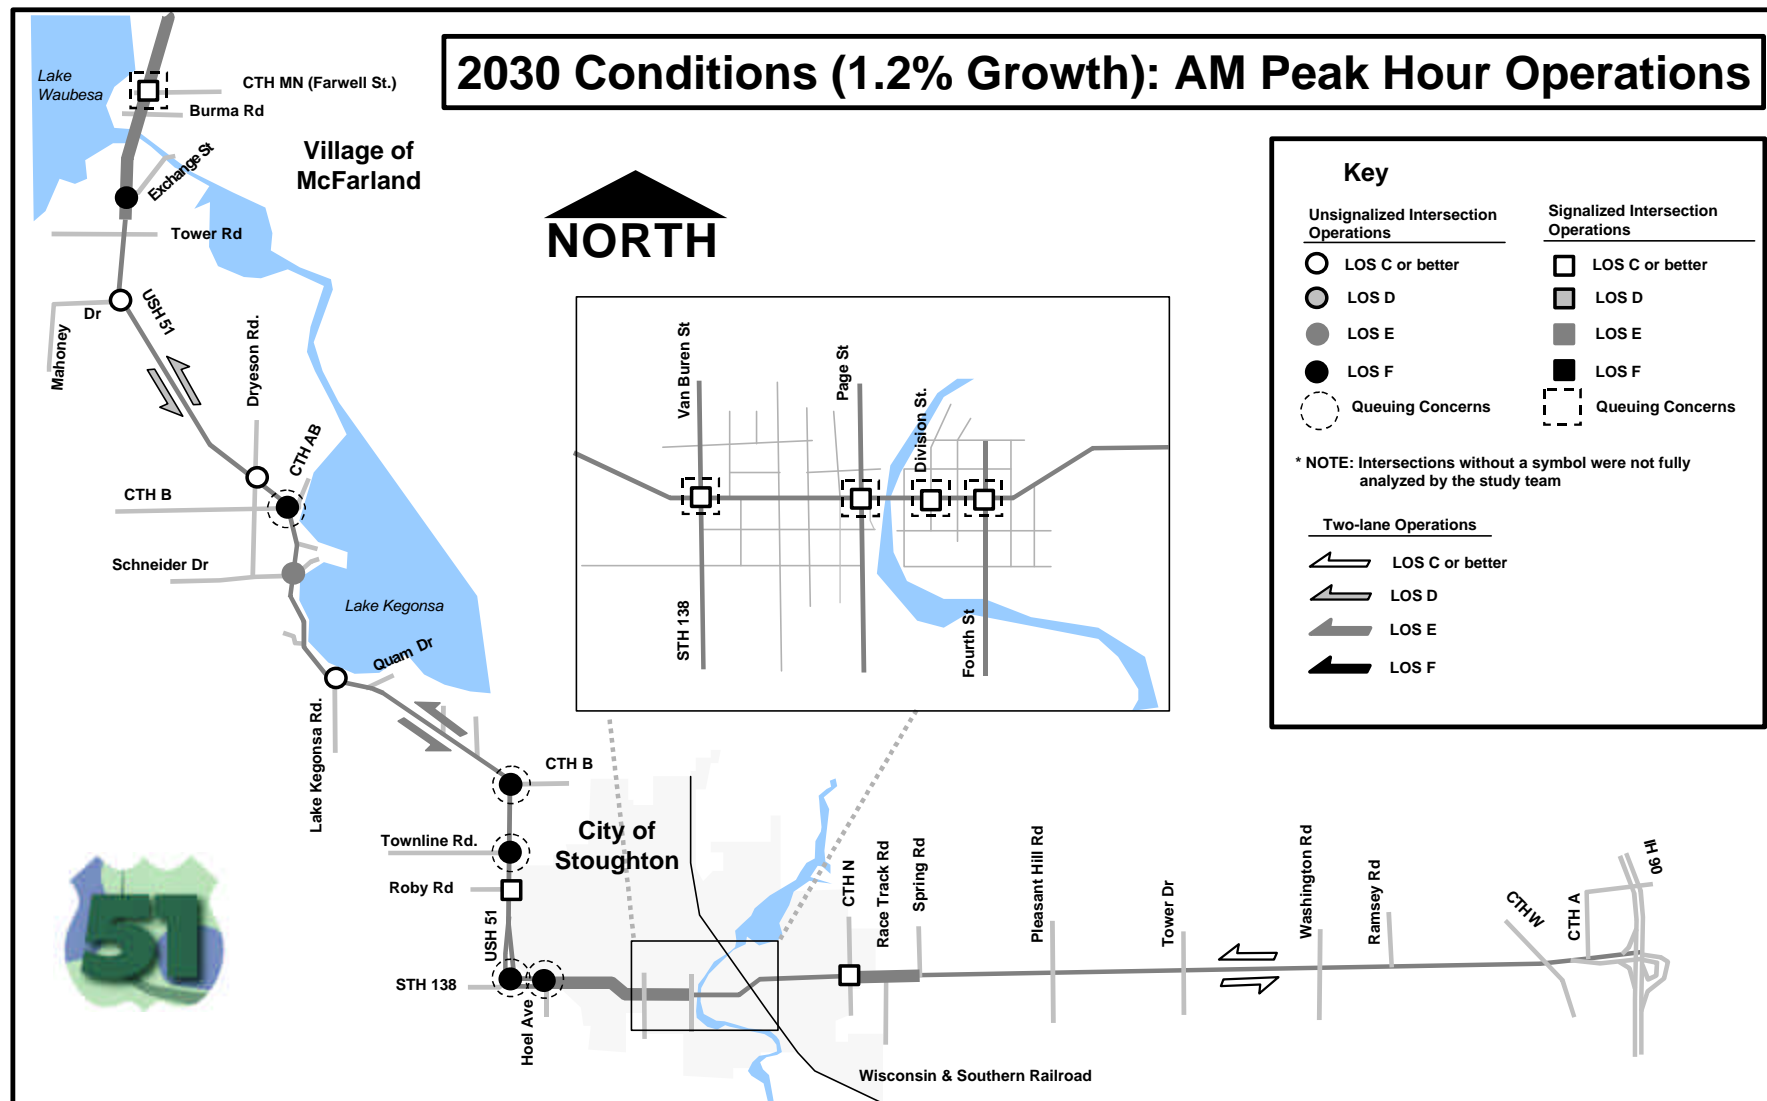 2030 Conditions (1.2% Growth): AM Peak Hour Operations
Lake
Waubesa
CTH MN (Farwell St.)
Burma Rd
Exchange St
Village of
McFarland
Tower Rd
NORTH
Dr
Mahoney
USH 51
Dryeson Rd.
CTH AB
CTH B
Schneider Dr
Lake Kegonsa
Quam Dr
Lake Kegonsa Rd.
CTH B
Townline Rd.
Roby Rd
USH 51
STH 138
Hoel Ave
City of
Stoughton
Van Buren St
Page St
Division St.
STH 138
Fourth St
Key
Unsignalized Intersection
Operations
LOS C or better
LOS D
LOS E
LOS F
Queuing Concerns
Signalized Intersection
Operations
LOS C or better
LOS D
LOS E
LOS F
Queuing Concerns
* NOTE: Intersections without a symbol were not fully
analyzed by the study team
Two-lane Operations
LOS C or better
LOS D
LOS E
LOS F
CTH N
Race Track Rd
Spring Rd
Pleasant Hill Rd
Tower Dr
Washington Rd
Ramsey Rd
CTH W
CTH A
IH 90
Wisconsin & Southern Railroad
51